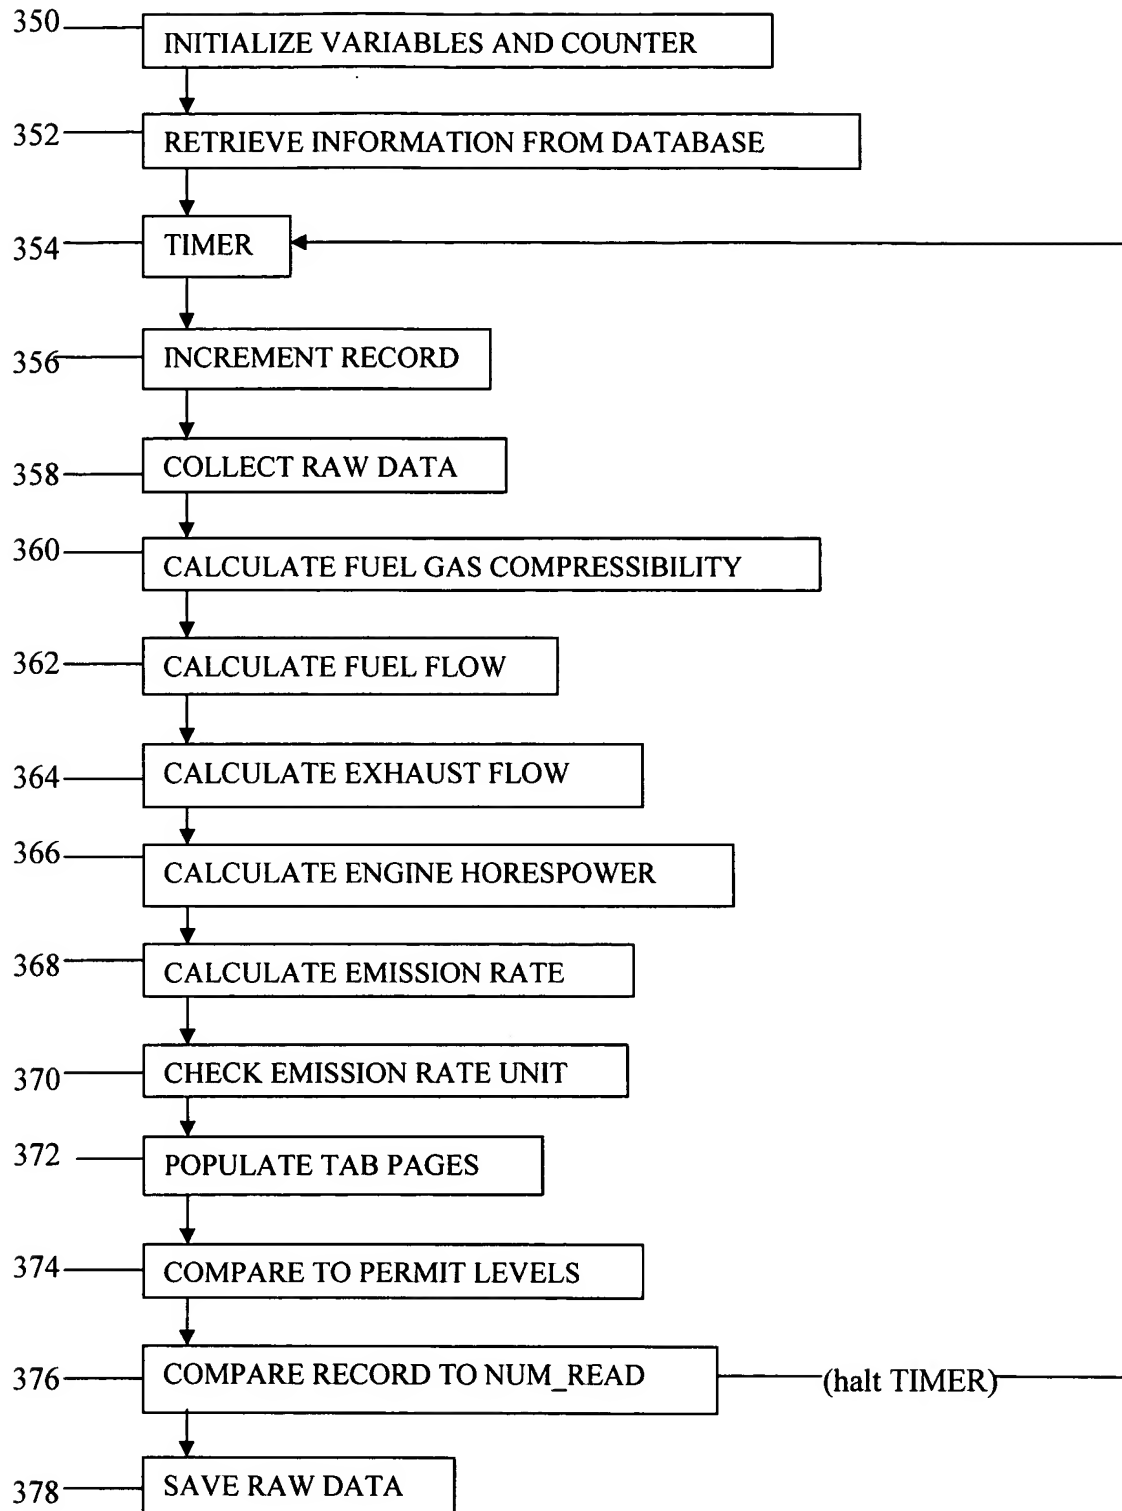 350 INITIALIZE VARIABLES AND COUNTER
352 RETRIEVE INFORMATION FROM DATABASE
354 TIMER
356 INCREMENT RECORD
358 COLLECT RAW DATA
360 CALCULATE FUEL GAS COMPRESSIBILITY
362 CALCULATE FUEL FLOW
364 CALCULATE EXHAUST FLOW
366 CALCULATE ENGINE HORESPOWER
368 CALCULATE EMISSION RATE
370 CHECK EMISSION RATE UNIT
372 POPULATE TAB PAGES
374 COMPARE TO PERMIT LEVELS
376 COMPARE RECORD TO NUM_READ (halt TIMER)
378 SAVE RAW DATA